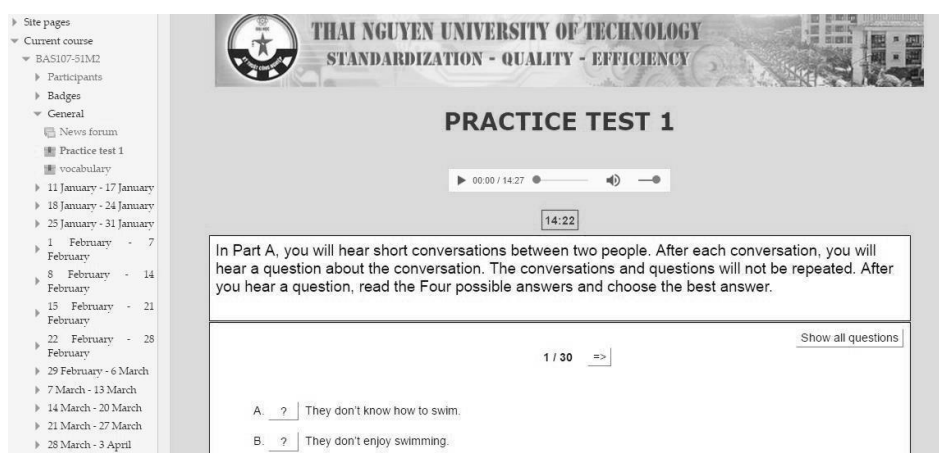 Site pages
Current course
BAS107-51M2
Participants
Badges
General
News forum
Practice test 1
vocabulary
11 January - 17 January
18 January - 24 January
25 January - 31 January
1 February - 7
February
8 February - 14
February
15 February - 21
February
22 February - 28
February
29 February - 6 March
7 March - 13 March
14 March - 20 March
21 March - 27 March
28 March - 3 April
THAI NGUYEN UNIVERSITY OF TECHNOLOGY
STANDARDIZATION - QUALITY - EFFICIENCY
PRACTICE TEST 1
00:00 / 14:27
14:22
In Part A, you will hear short conversations between two people. After each conversation, you will
hear a question about the conversation. The conversations and questions will not be repeated. After
you hear a question, read the Four possible answers and choose the best answer.
Show all questions
1 / 30 =>
A. ? They don't know how to swim.
B. ? They don't enjoy swimming.